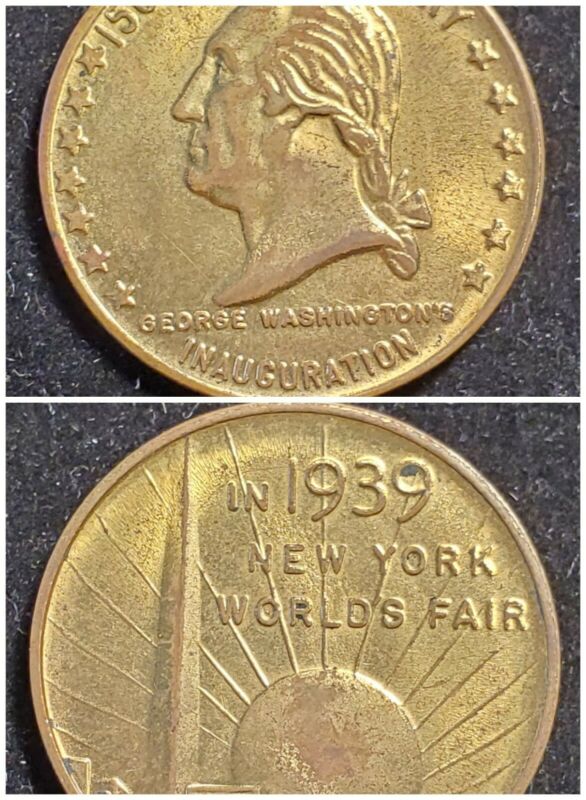 GEORGE WASHINGTON'S
INAUGURATION
IN 1939
NEW YORK
WORLDS FAIR